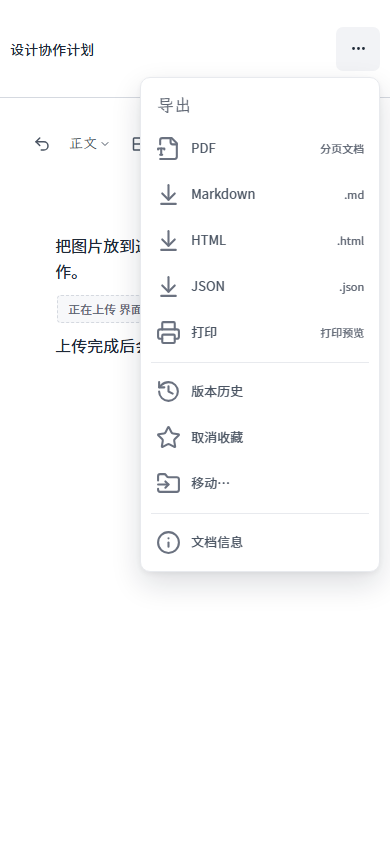 设计协作计划
正文
把图片放到
作。
正在上传 界面
上传完成后
导出
PDF 分页文档
Markdown .md
HTML .html
JSON .json
打印 打印预览
版本历史
取消收藏
移动…
文档信息